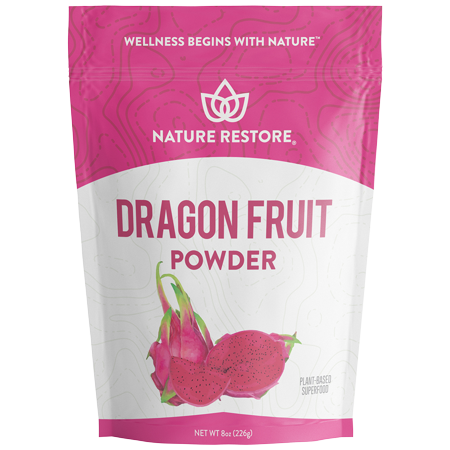 WELLNESS BEGINS WITH NATURE™
NATURE RESTORE®
DRAGON FRUIT
POWDER
PLANT-BASED
SUPERFOOD
NET WT 8oz (226g)